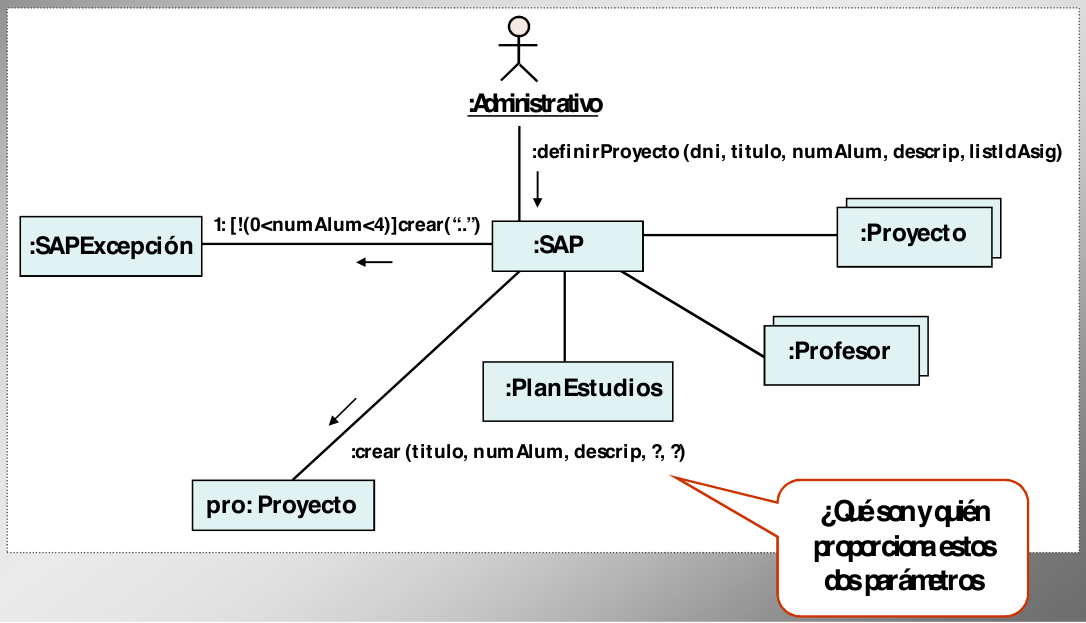 :Administrativo
:definirProyecto (dni, titulo, numAlum, descrip, listIdAsig)
1: [!(0<numAlum<4)]crear(“:.”)
:SAPExcepción
:SAP
:Proyecto
:Profesor
:PlanEstudios
:crear (titulo, numAlum, descrip, ?, ?)
pro: Proyecto
¿Qué son y quién
proporciona estos
dos parámetros